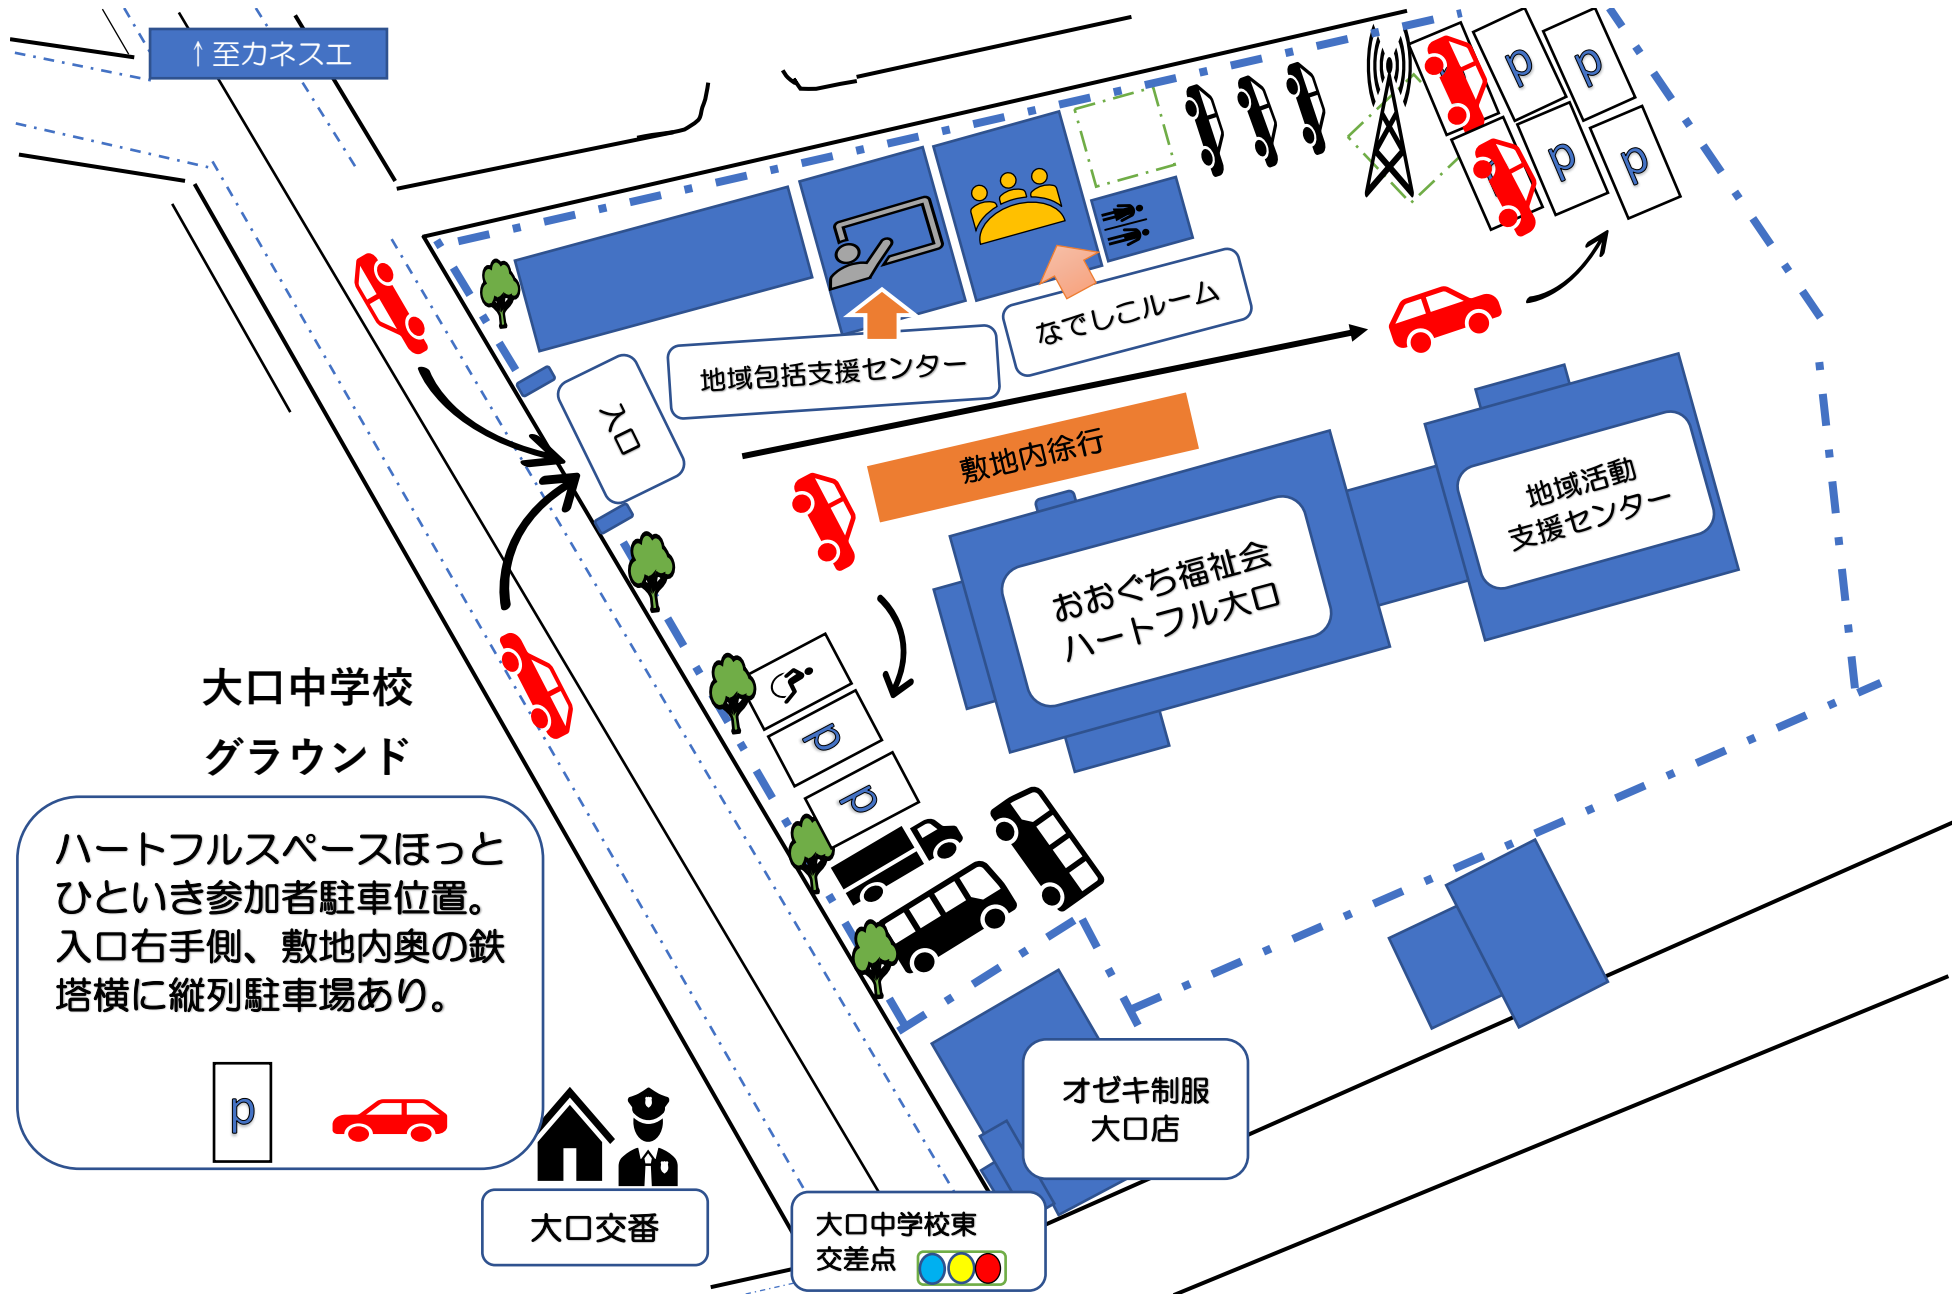 ↑至カネスエ
p
p
p
p
なでしこルーム
地域包括支援センター
入口
敷地内徐行
地域活動
支援センター
おおぐち福祉会
ハートフル大口
大口中学校
グラウンド
p
p
ハートフルスペースほっと
ひといき参加者駐車位置。
入口右手側、敷地内奥の鉄
塔横に縦列駐車場あり。
p
オゼキ制服
大口店
大口交番
大口中学校東
交差点